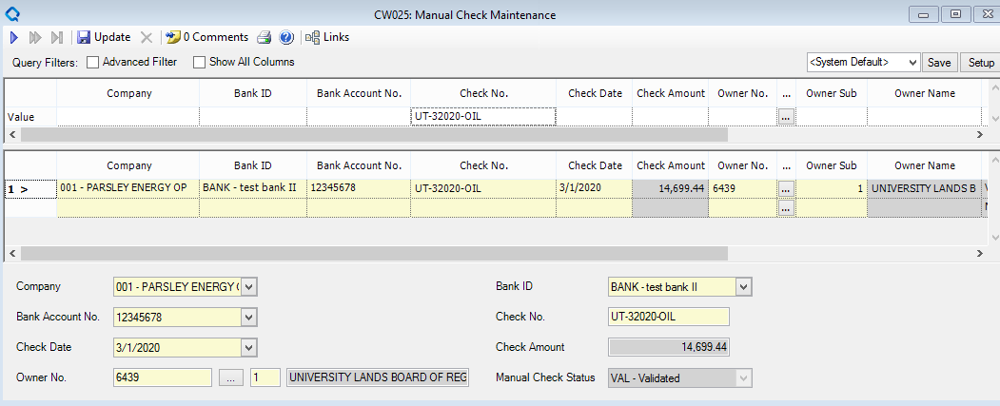 CW025: Manual Check Maintenance
Update 0 Comments Links
Query Filters: Advanced Filter Show All Columns <System Default> Save Setup
Company Bank ID Bank Account No. Check No. Check Date Check Amount Owner No. ... Owner Sub Owner Name
Value UT-32020-OIL ...
Company Bank ID Bank Account No. Check No. Check Date Check Amount Owner No. ... Owner Sub Owner Name
1 > 001 - PARSLEY ENERGY OP BANK - test bank II 12345678 UT-32020-OIL 3/1/2020 14,699.44 6439 ... 1 UNIVERSITY LANDS B
...
Company 001 - PARSLEY ENERGY Bank ID BANK - test bank II
Bank Account No. 12345678 Check No. UT-32020-OIL
Check Date 3/1/2020 Check Amount 14,699.44
Owner No. 6439 ... 1 UNIVERSITY LANDS BOARD OF REG Manual Check Status VAL - Validated